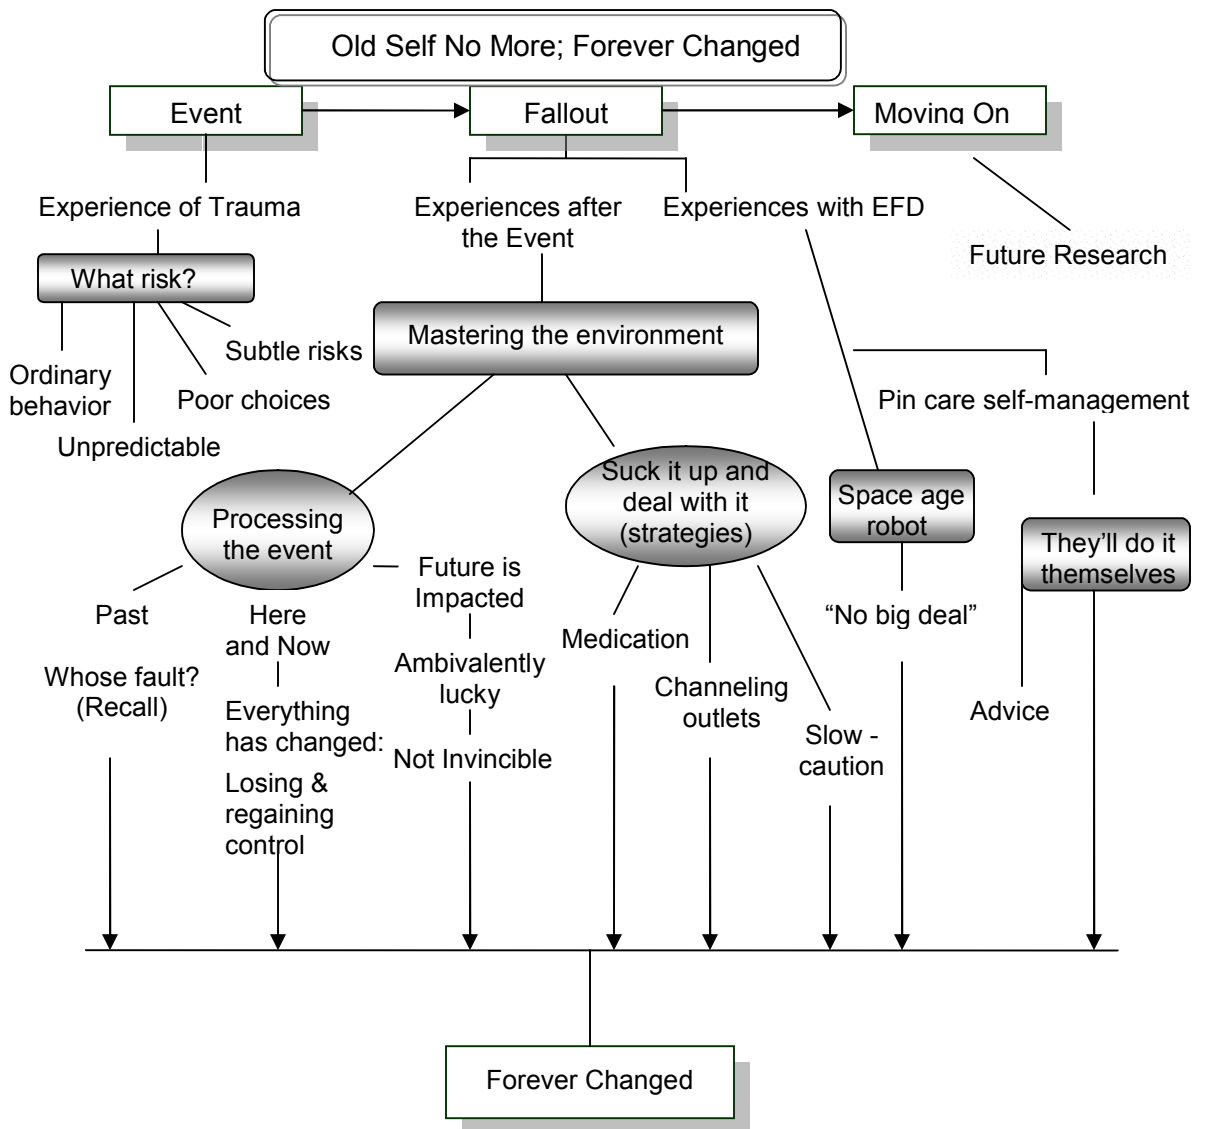 Old Self No More; Forever Changed
Event
Fallout
Moving On
Experience of Trauma
Experiences after
the Event
Experiences with EFD
Future Research
What risk?
Mastering the environment
Subtle risks
Ordinary
behavior
Poor choices
Unpredictable
Pin care self-management
Processing
the event
Suck it up and
deal with it
(strategies)
Space age
robot
They'll do it
themselves
Past
Whose fault?
(Recall)
Here
and Now
Everything
has changed:
Losing &
regaining
control
Future is
Impacted
Ambivalently
lucky
Not Invincible
Medication
Channeling
outlets
Slow -
caution
“No big deal”
Advice
Forever Changed